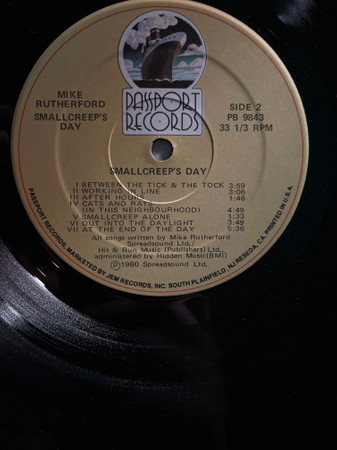 PASSPORT
RECORDS
MIKE
RUTHERFORD
SMALLCREEP'S
DAY
SIDE 2
PB 9843
33 1/3 RPM
SMALLCREEP'S DAY
I BETWEEN THE TICK & THE TOCK 3:59
II WORKING IN LINE 3:06
III AFTER HOURS 1:46
IV CATS AND RATS
(IN THIS NEIGHBOURHOOD) 4:49
V SMALLCREEP ALONE 1:33
VI OUT INTO THE DAYLIGHT 3:49
VII AT THE END OF THE DAY 5:36
All songs written by Mike Rutherford
Spreadsound Ltd./
Hit & Run Music (Publishers) Ltd.,
administered by Hidden Music(BMI)
Ⓟ1980 Spreadsound Ltd.
PASSPORT RECORDS, MARKETED BY JEM RECORDS, INC. SOUTH PLAINFIELD, NJ RESEDA, CA. PRINTED IN U.S.A.